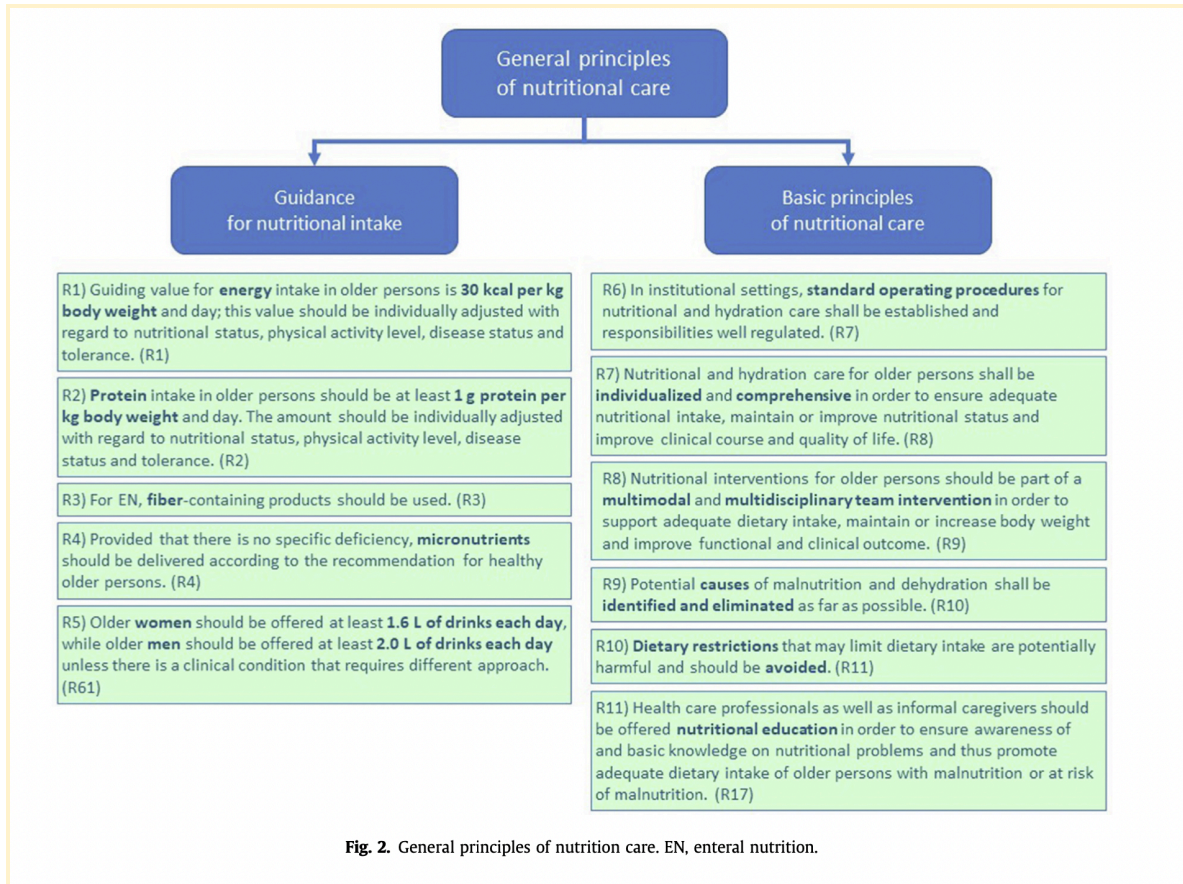 General principles
of nutritional care
Guidance
for nutritional intake
R1) Guiding value for energy intake in older persons is 30 kcal per kg
body weight and day; this value should be individually adjusted with
regard to nutritional status, physical activity level, disease status and
tolerance. (R1)
R2) Protein intake in older persons should be at least 1 g protein per
kg body weight and day. The amount should be individually adjusted
with regard to nutritional status, physical activity level, disease
status and tolerance. (R2)
R3) For EN, fiber-containing products should be used. (R3)
R4) Provided that there is no specific deficiency, micronutrients
should be delivered according to the recommendation for healthy
older persons. (R4)
R5) Older women should be offered at least 1.6 L of drinks each day,
while older men should be offered at least 2.0 L of drinks each day
unless there is a clinical condition that requires different approach.
(R61)
Basic principles
of nutritional care
R6) In institutional settings, standard operating procedures for
nutritional and hydration care shall be established and
responsibilities well regulated. (R7)
R7) Nutritional and hydration care for older persons shall be
individualized and comprehensive in order to ensure adequate
nutritional intake, maintain or improve nutritional status and
improve clinical course and quality of life. (R8)
R8) Nutritional interventions for older persons should be part of a
multimodal and multidisciplinary team intervention in order to
support adequate dietary intake, maintain or increase body weight
and improve functional and clinical outcome. (R9)
R9) Potential causes of malnutrition and dehydration shall be
identified and eliminated as far as possible. (R10)
R10) Dietary restrictions that may limit dietary intake are potentially
harmful and should be avoided. (R11)
R11) Health care professionals as well as informal caregivers should
be offered nutritional education in order to ensure awareness of
and basic knowledge on nutritional problems and thus promote
adequate dietary intake of older persons with malnutrition or at risk
of malnutrition. (R17)
Fig. 2. General principles of nutrition care. EN, enteral nutrition.